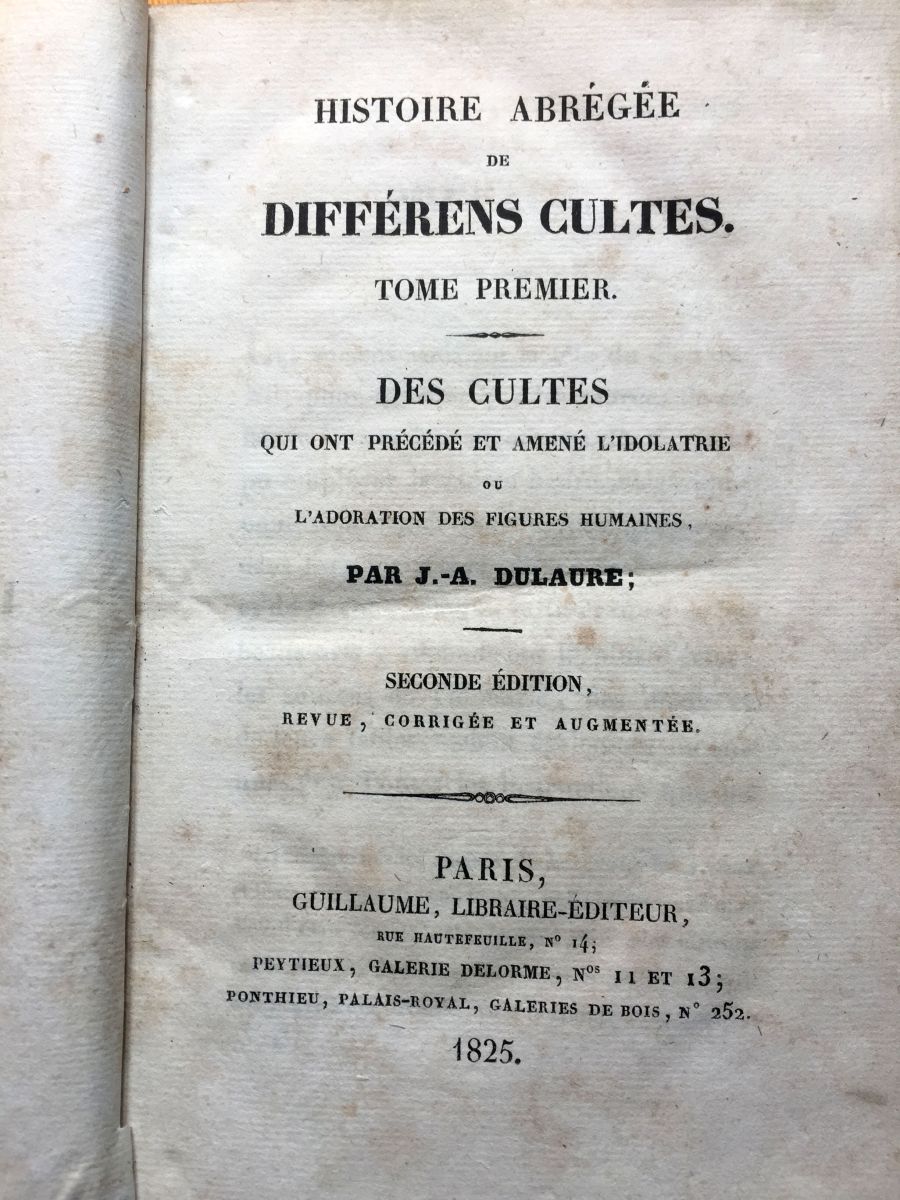 HISTOIRE ABRÉGÉE
DE
DIFFÉRENS CULTES.
TOME PREMIER.
DES CULTES
QUI ONT PRÉCÉDÉ ET AMENÉ L'IDOLATRIE
OU
L'ADORATION DES FIGURES HUMAINES,
PAR J.-A. DULAURE;
SECONDE ÉDITION,
REVUE, CORRIGÉE ET AUGMENTÉE.
PARIS,
GUILLAUME, LIBRAIRE-ÉDITEUR,
RUE HAUTEFEUILLE, Nº 14;
PEYTIEUX, GALERIE DELORME, Nos 11 ET 13;
PONTHIEU, PALAIS-ROYAL, GALERIES DE BOIS, Nº 252.
1825.